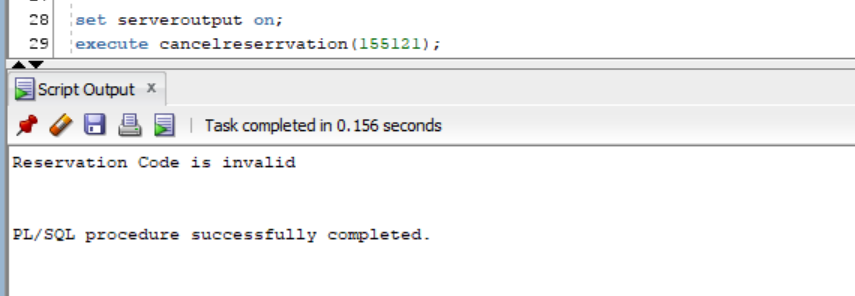 28 set serveroutput on;
29 execute cancelreserrvation(155121);
Script Output x
Task completed in 0.156 seconds
Reservation Code is invalid
PL/SQL procedure successfully completed.